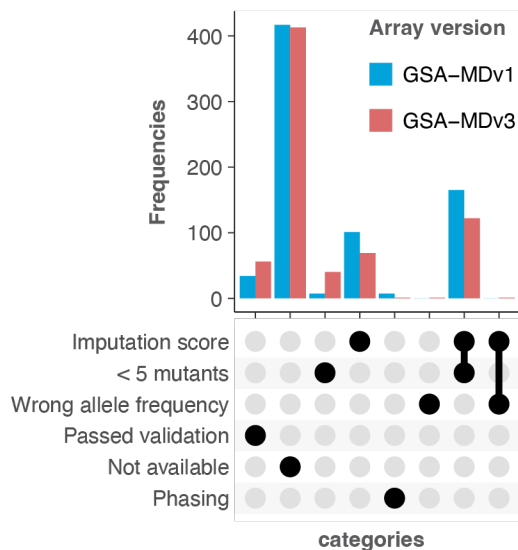 Array version
GSA-MDv1
GSA-MDv3
Frequencies
400
300
200
100
0
Imputation score
< 5 mutants
Wrong allele frequency
Passed validation
Not available
Phasing
categories